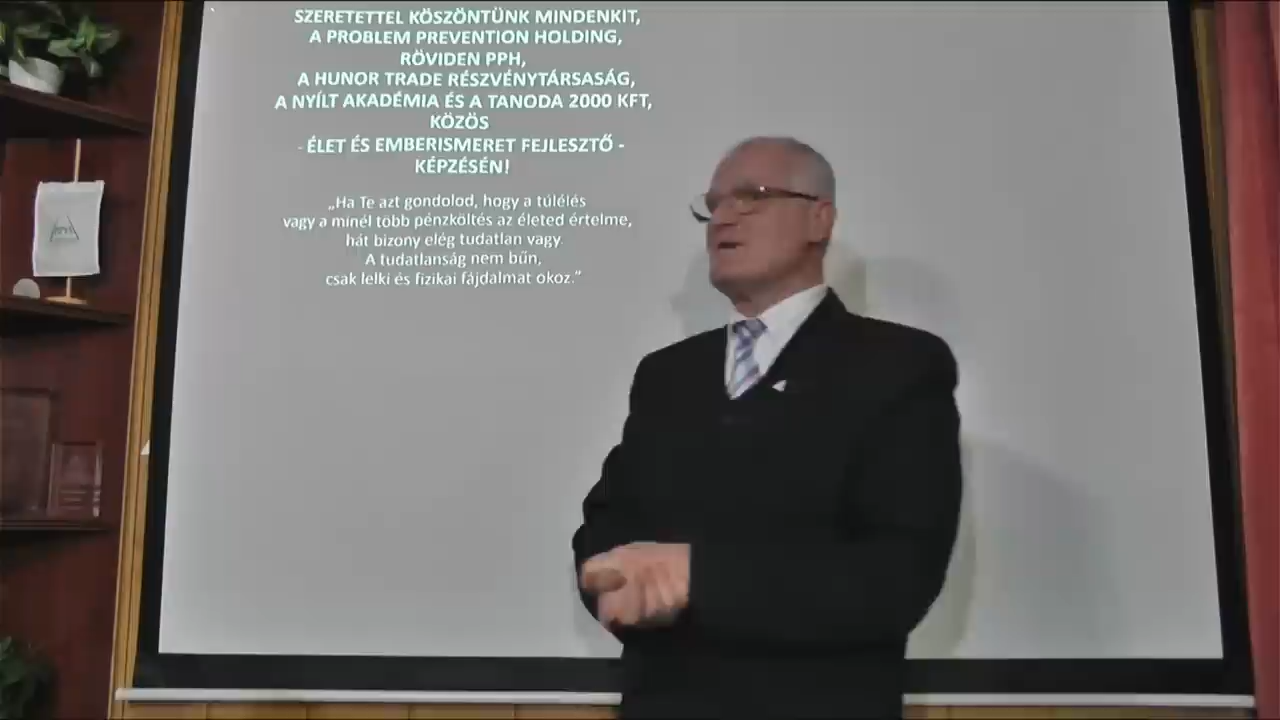 SZERETETTEL KÖSZÖNTÜNK MINDENKIT,
A PROBLEM PREVENTION HOLDING,
RÖVIDEN PPH,
A HUNOR TRADE RÉSZVÉNYTÁRSASÁG,
A NYÍLT AKADÉMIA ÉS A TANODA 2000 KFT,
KÖZÖS
- ÉLET ÉS EMBERISMERET FEJLESZTŐ -
KÉPZÉSÉN!
„Ha Te azt gondolod, hogy a túlélés
vagy a minél több pénzköltés az életed értelme,
hát bizony elég tudatlan vagy.
A tudatlanság nem bűn,
csak lelki és fizikai fájdalmat okoz.”